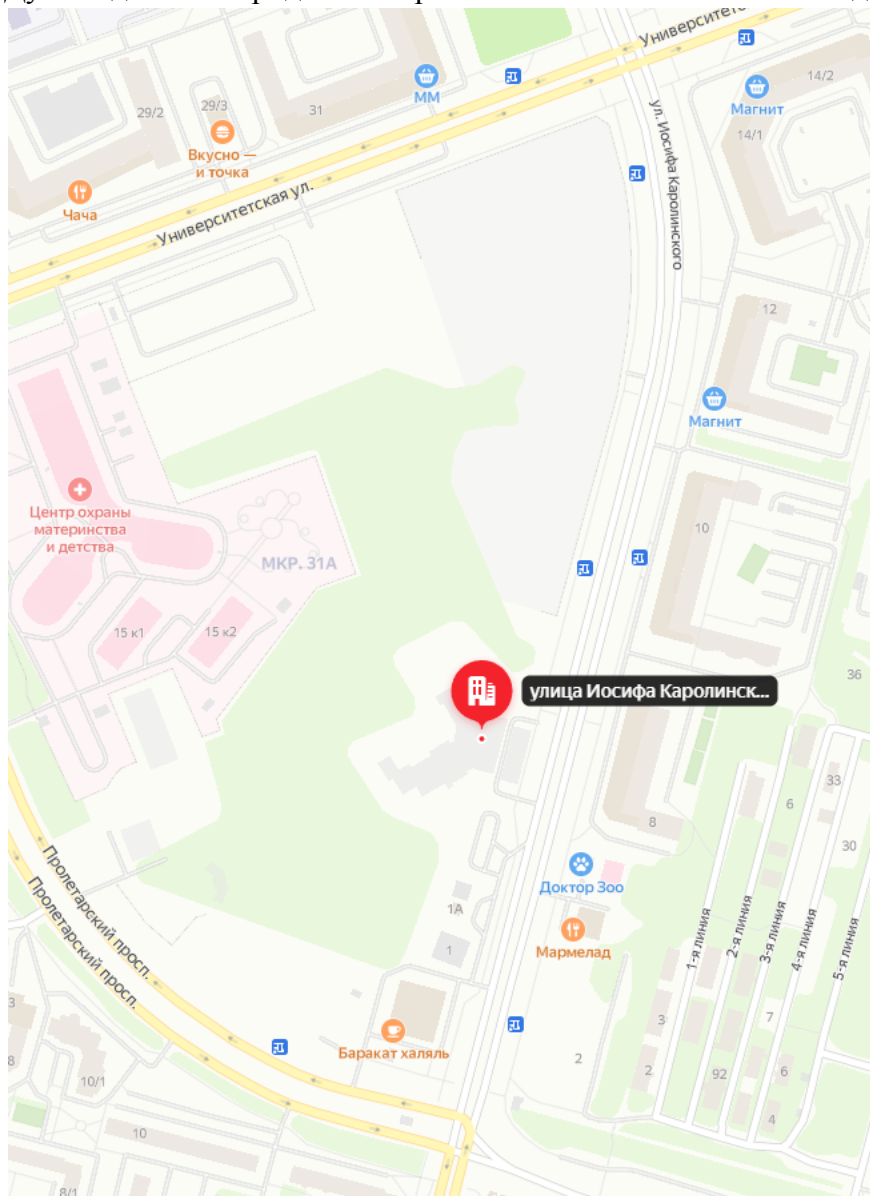 Университетс
14/2
29/3
29/2
31
ММ
Магнит
14/1
Вкусно —
и точка
ул. Иосифа Каролинского
Чача
Университетская ул.
12
Магнит
Центр охраны
материнства
и детства
10
МКР. 31А
15 к1
15 к2
36
улица Иосифа Каролинск...
33
6
8
30
Доктор Зоо
Пролетарский просп.
Пролетарский просп.
1А
1
Мармелад
1-я линия
2-я линия
3-я линия
4-я линия
5-я линия
3
3
7
Баракат халяль
2
8
10/1
2
92
6
4
10
8/1